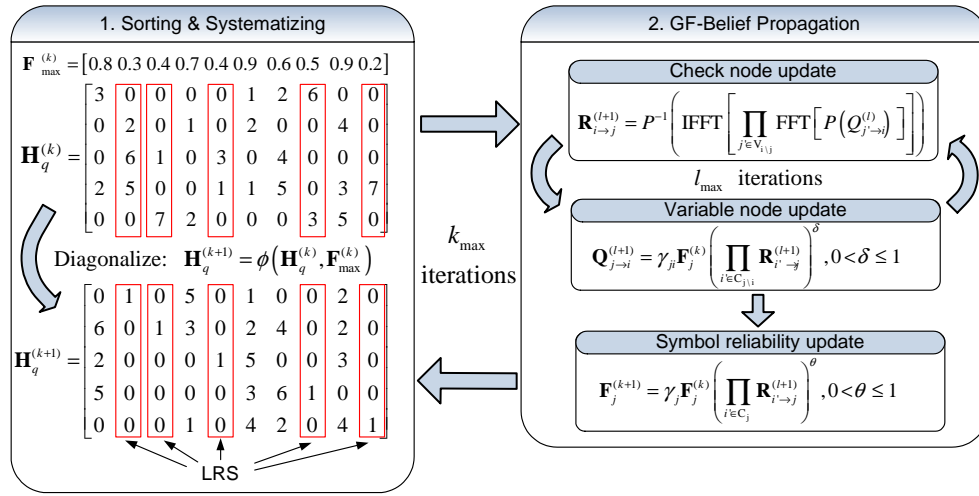 1. Sorting & Systematizing
F_max^(k) = [0.8 0.3 0.4 0.7 0.4 0.9 0.6 0.5 0.9 0.2]
3 0 0 0 0 1 2 6 0 0
0 2 0 1 0 2 0 0 4 0
H_q^(k) = 0 6 1 0 3 0 4 0 0 0
2 5 0 0 1 1 5 0 3 7
0 0 7 2 0 0 0 3 5 0
Diagonalize: H_q^(k+1) = ϕ(H_q^(k), F_max^(k))
0 1 0 5 0 1 0 0 2 0
6 0 1 3 0 2 4 0 2 0
H_q^(k+1) = 2 0 0 0 1 5 0 0 3 0
5 0 0 0 0 3 6 1 0 0
0 0 0 1 0 4 2 0 4 1
LRS
k_max
iterations
2. GF-Belief Propagation
Check node update
R_{i→j}^(l+1) = P^{-1}(IFFT[∏_{j'∈V_{i\j}} FFT[P(Q_{j'→i}^(l))]])
l_max iterations
Variable node update
Q_{j→i}^(l+1) = γ_{ji} F_j^(k) (∏_{i'∈C_{j\i}} R_{i'→j}^(l+1))^δ, 0<δ≤1
Symbol reliability update
F_j^(k+1) = γ_j F_j^(k) (∏_{i'∈C_j} R_{i'→j}^(l+1))^θ, 0<θ≤1